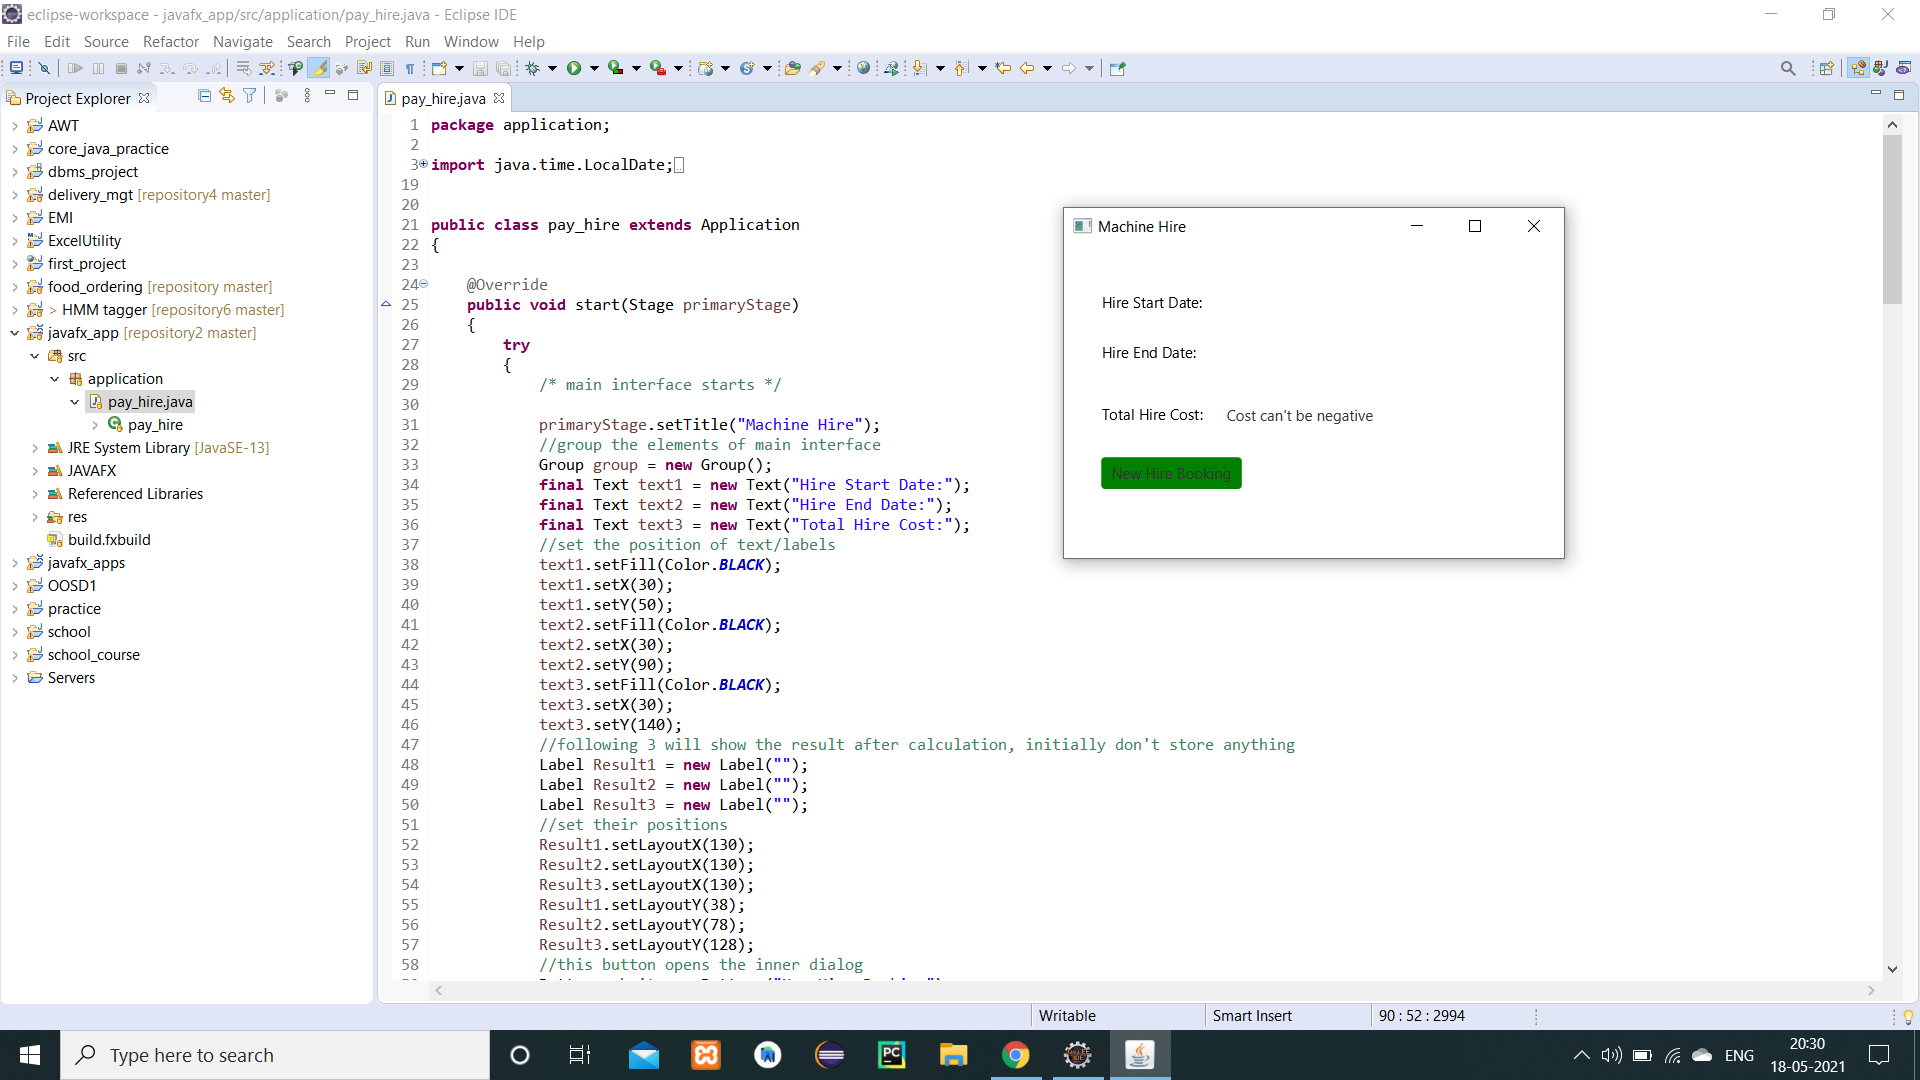 eclipse-workspace - javafx_app/src/application/pay_hire.java - Eclipse IDE
File Edit Source Refactor Navigate Search Project Run Window Help
Project Explorer
AWT
core_java_practice
dbms_project
delivery_mgt [repository4 master]
EMI
ExcelUtility
first_project
food_ordering [repository master]
> HMM tagger [repository6 master]
javafx_app [repository2 master]
src
application
pay_hire.java
pay_hire
JRE System Library [JavaSE-13]
JAVAFX
Referenced Libraries
res
build.fxbuild
javafx_apps
OOSD1
practice
school
school_course
Servers
pay_hire.java
1 package application;
2
3 import java.time.LocalDate;
19
20
21 public class pay_hire extends Application
22 {
23
24 @Override
25 public void start(Stage primaryStage)
26 {
27 try
28 {
29 /* main interface starts */
30
31 primaryStage.setTitle("Machine Hire");
32 //group the elements of main interface
33 Group group = new Group();
34 final Text text1 = new Text("Hire Start Date:");
35 final Text text2 = new Text("Hire End Date:");
36 final Text text3 = new Text("Total Hire Cost:");
37 //set the position of text/labels
38 text1.setFill(Color.BLACK);
39 text1.setX(30);
40 text1.setY(50);
41 text2.setFill(Color.BLACK);
42 text2.setX(30);
43 text2.setY(90);
44 text3.setFill(Color.BLACK);
45 text3.setX(30);
46 text3.setY(140);
47 //following 3 will show the result after calculation, initially don't store anything
48 Label Result1 = new Label("");
49 Label Result2 = new Label("");
50 Label Result3 = new Label("");
51 //set their positions
52 Result1.setLayoutX(130);
53 Result2.setLayoutX(130);
54 Result3.setLayoutX(130);
55 Result1.setLayoutY(38);
56 Result2.setLayoutY(78);
57 Result3.setLayoutY(128);
58 //this button opens the inner dialog
Machine Hire
Hire Start Date:
Hire End Date:
Total Hire Cost: Cost can't be negative
New Hire Booking
Writable Smart Insert 90 : 52 : 2994
Type here to search
PC
ENG
20:30
18-05-2021